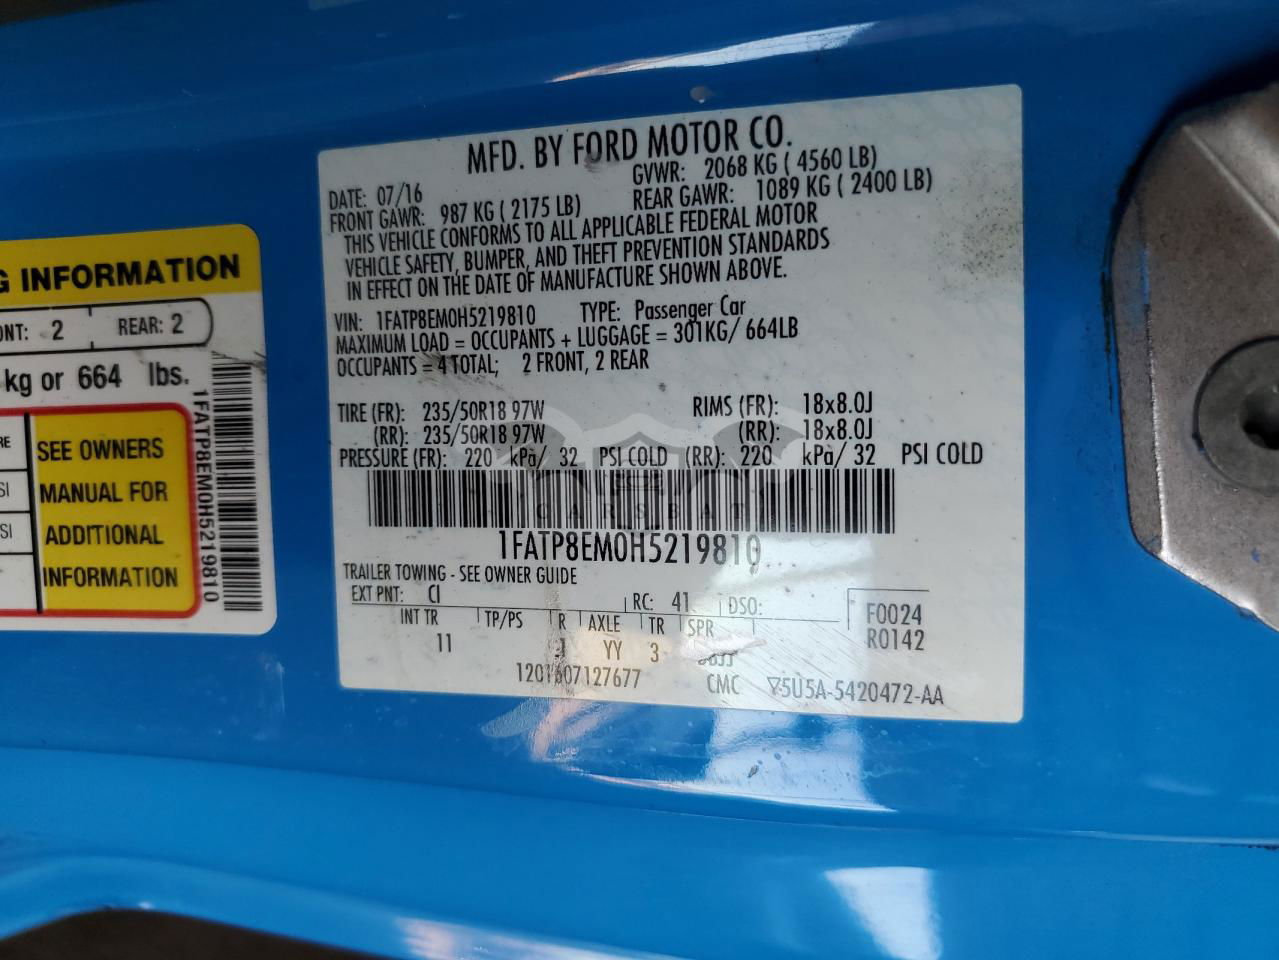 MFD. BY FORD MOTOR CO.
DATE: 07/16 GVWR: 2068 KG ( 4560 LB)
FRONT GAWR: 987 KG ( 2175 LB) REAR GAWR: 1089 KG ( 2400 LB)
THIS VEHICLE CONFORMS TO ALL APPLICABLE FEDERAL MOTOR
VEHICLE SAFETY, BUMPER, AND THEFT PREVENTION STANDARDS
IN EFFECT ON THE DATE OF MANUFACTURE SHOWN ABOVE.
VIN: 1FATP8EM0H5219810 TYPE: Passenger Car
MAXIMUM LOAD = OCCUPANTS + LUGGAGE = 301KG/ 664LB
OCCUPANTS = 4 TOTAL; 2 FRONT, 2 REAR
TIRE (FR): 235/50R18 97W RIMS (FR): 18x8.0J
(RR): 235/50R18 97W (RR): 18x8.0J
PRESSURE (FR): 220 kPa/ 32 PSI COLD (RR): 220 kPa/ 32 PSI COLD
CARSBAT
1FATP8EM0H5219810
TRAILER TOWING - SEE OWNER GUIDE
EXT PNT: CI RC: 41 DSO: F0024
INT TR TP/PS R AXLE TR SPR R0142
11 J YY 3
1201607127677 CMC 5U5A-5420472-AA
G INFORMATION
NT: 2 REAR: 2
kg or 664 lbs.
SEE OWNERS
MANUAL FOR
ADDITIONAL
INFORMATION
RE
SI
SI
1FATP8EM0H5219810